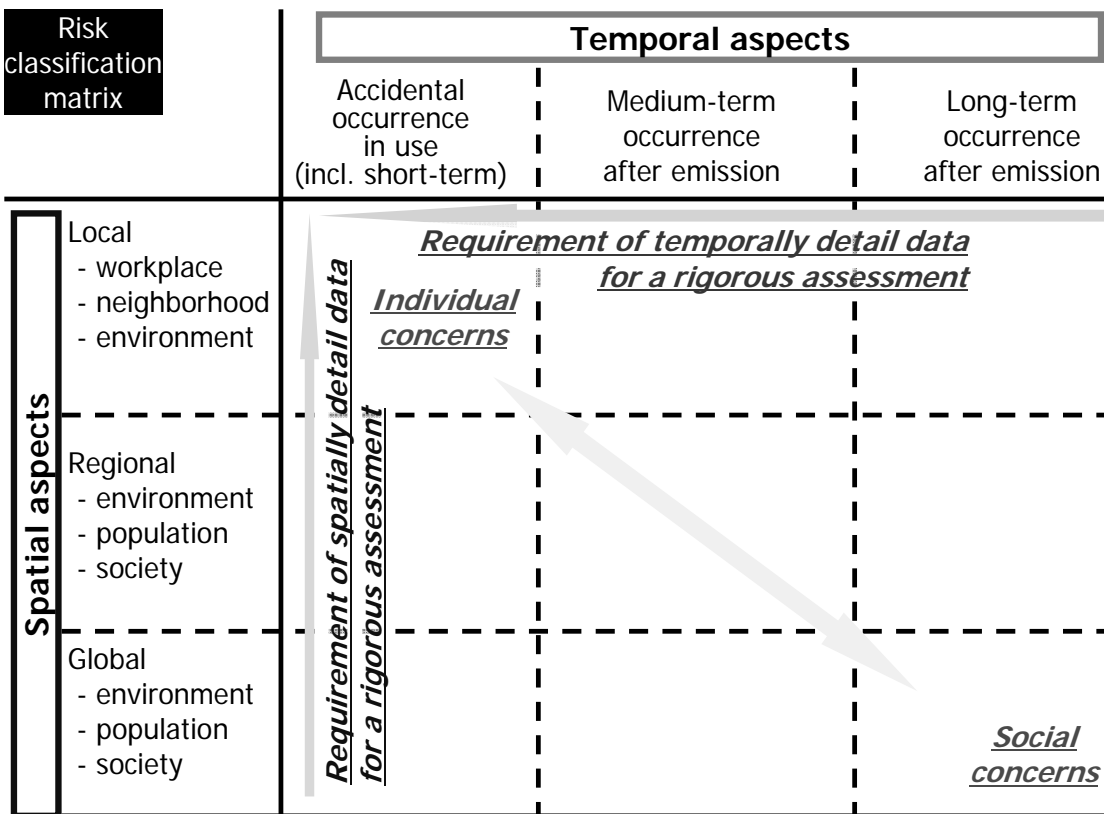 Risk
classification
matrix
Temporal aspects
Accidental
occurrence
in use
(incl. short-term)
Medium-term
occurrence
after emission
Long-term
occurrence
after emission
Spatial aspects
Local
- workplace
- neighborhood
- environment
Requirement of temporally detail data
for a rigorous assessment
Individual
concerns
Requirement of spatially detail data
for a rigorous assessment
Regional
- environment
- population
- society
Global
- environment
- population
- society
Social
concerns